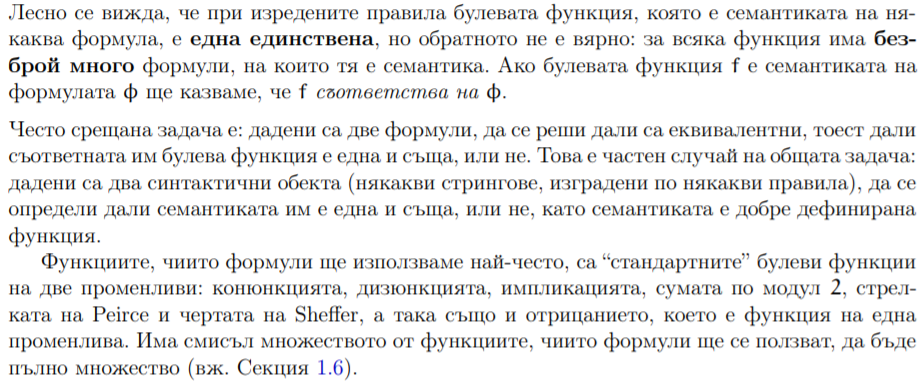 Лесно се вижда, че при изредените правила булевата функция, която е семантиката на ня-
каква формула, е една единствена, но обратното не е вярно: за всяка функция има без-
брой много формули, на които тя е семантика. Ако булевата функция f е семантиката на
формулата ϕ ще казваме, че f съответства на ϕ.
Често срещана задача е: дадени са две формули, да се реши дали са еквивалентни, тоест дали
съответната им булева функция е една и съща, или не. Това е частен случай на общата задача:
дадени са два синтактични обекта (някакви стрингове, изградени по някакви правила), да се
определи дали семантиката им е една и съща, или не, като семантиката е добре дефинирана
функция.
Функциите, чиито формули ще използваме най-често, са “стандартните” булеви функции
на две променливи: конюнкцията, дизюнкцията, импликацията, сумата по модул 2, стрел-
ката на Peirce и чертата на Sheffer, а така също и отрицанието, което е функция на една
променлива. Има смисъл множеството от функциите, чиито формули ще се ползват, да бъде
пълно множество (вж. Секция 1.6).